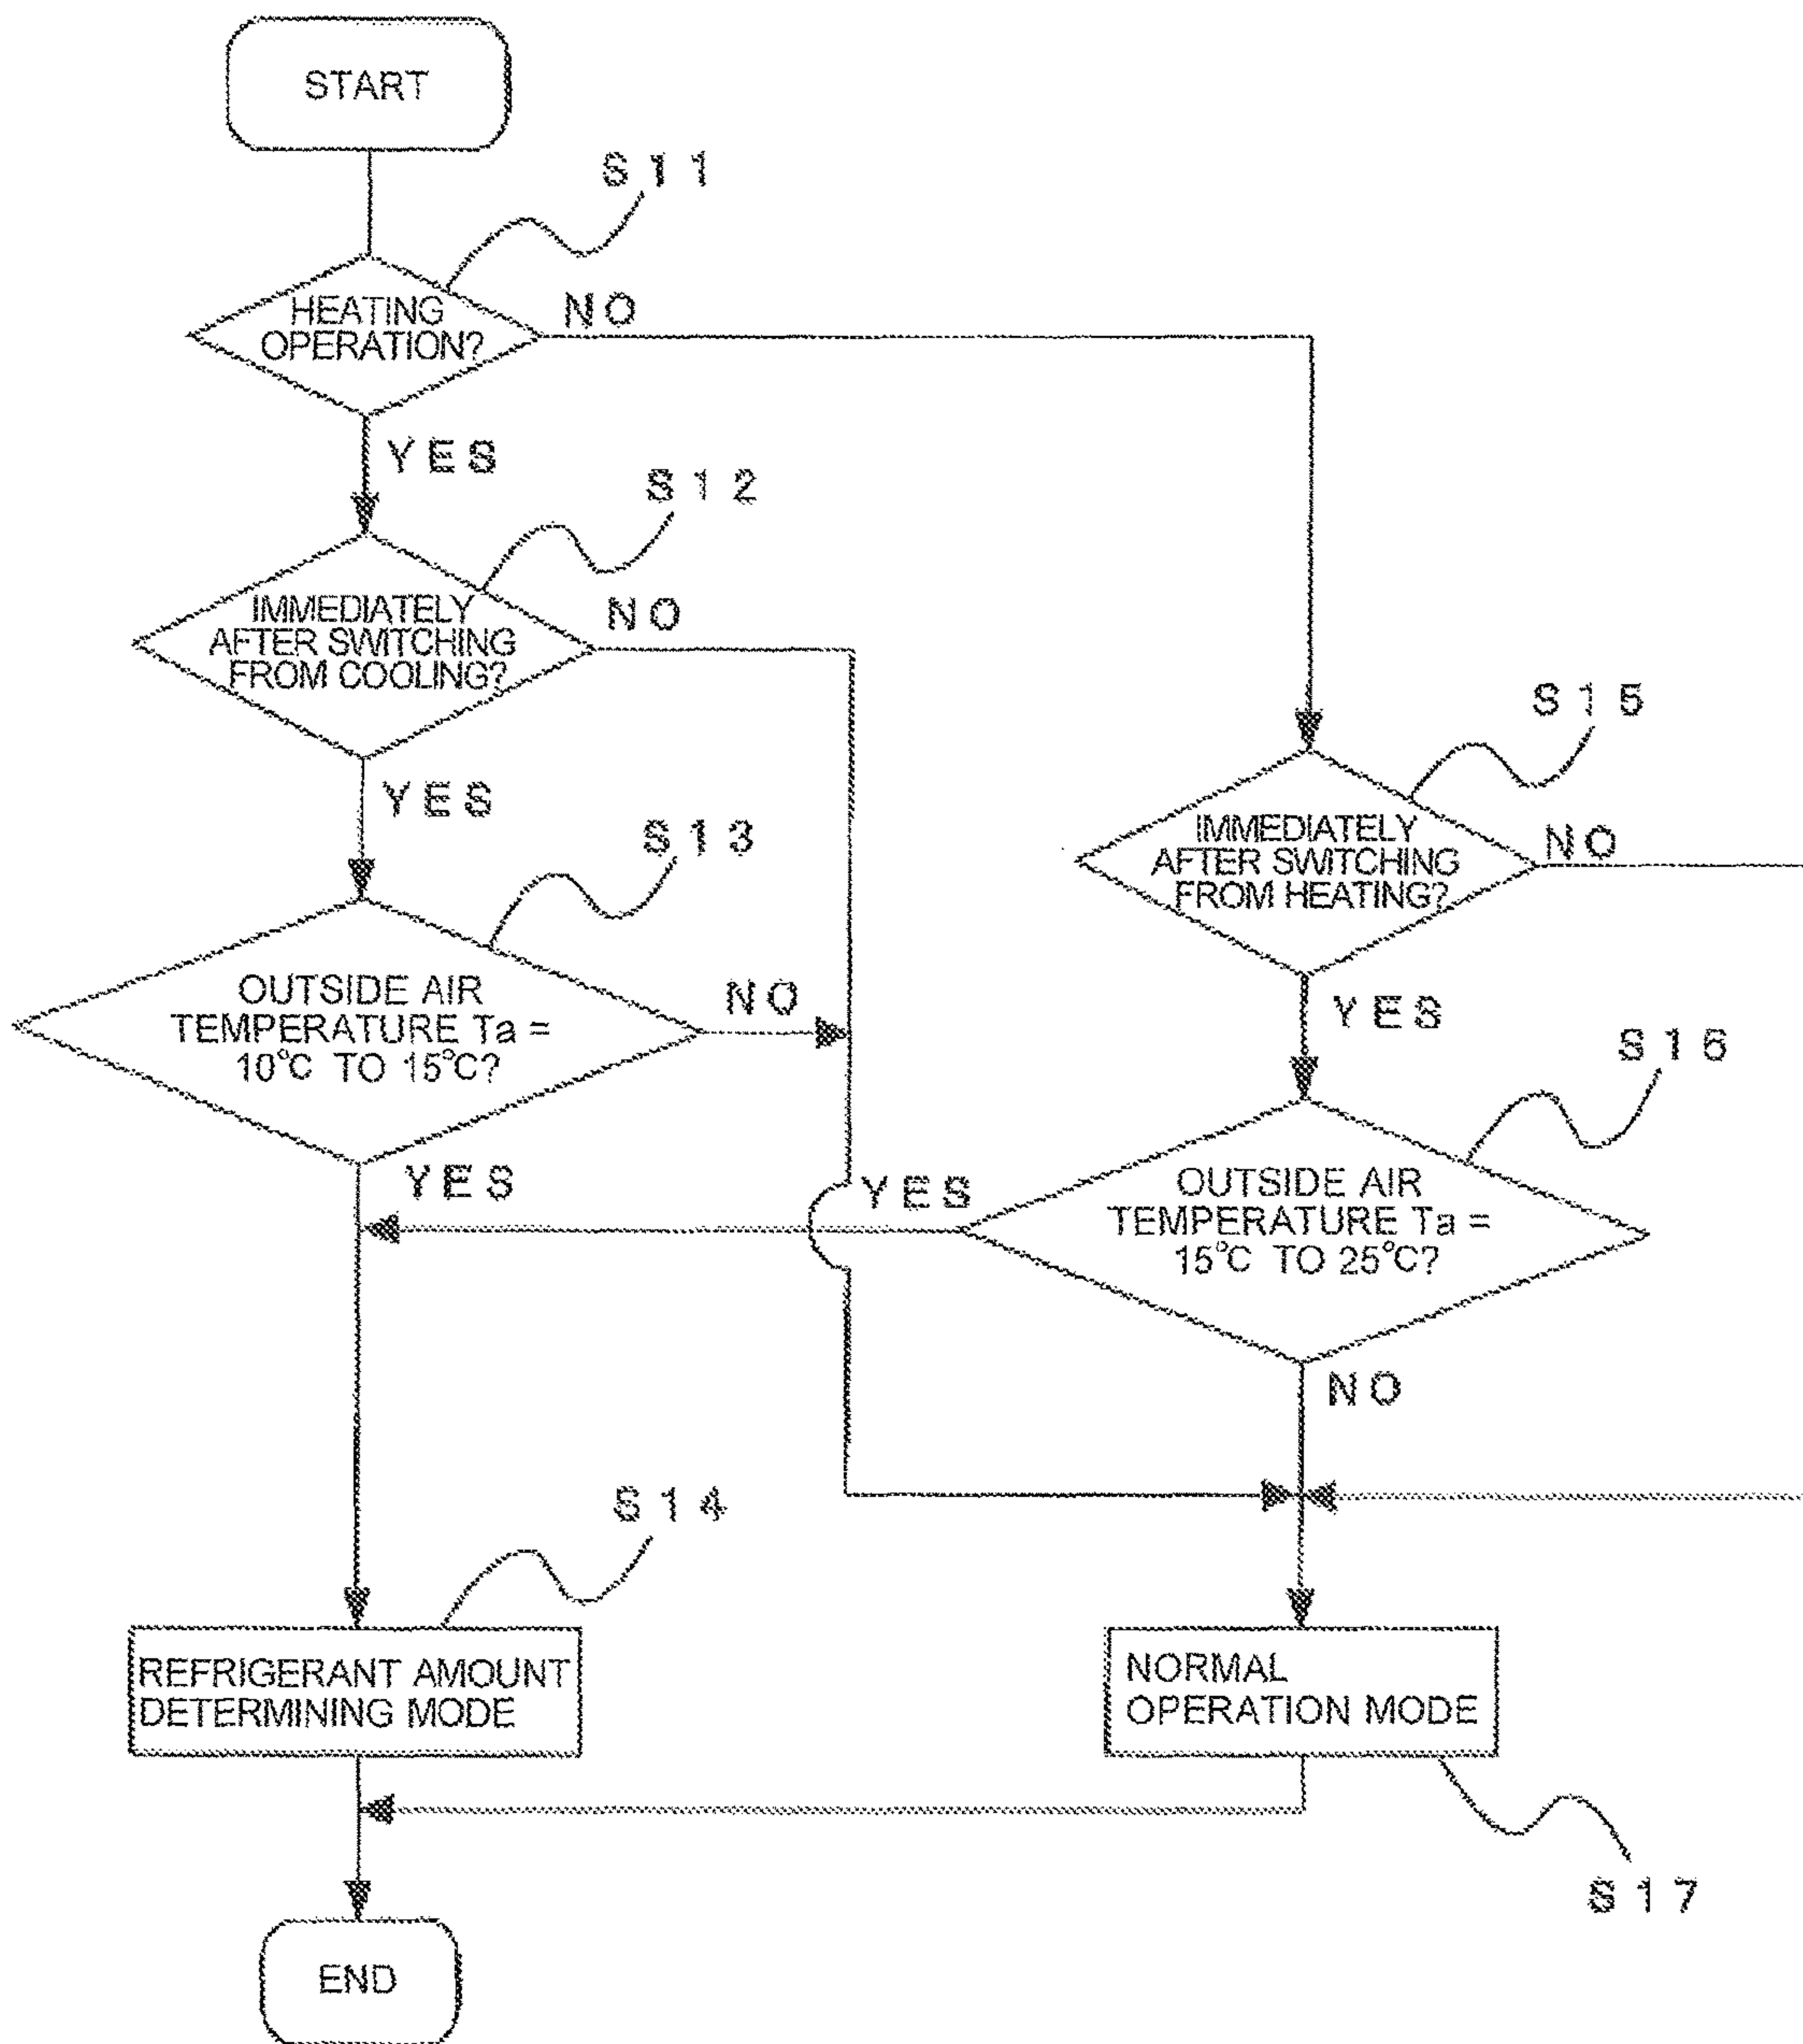 START
S11
HEATING
OPERATION?
NO
YES
S12
IMMEDIATELY
AFTER SWITCHING
FROM COOLING?
NO
YES
S13
OUTSIDE AIR
TEMPERATURE Ta =
10°C TO 15°C?
NO
YES
S15
IMMEDIATELY
AFTER SWITCHING
FROM HEATING?
NO
YES
S16
OUTSIDE AIR
TEMPERATURE Ta =
15°C TO 25°C?
YES
NO
S14
REFRIGERANT AMOUNT
DETERMINING MODE
NORMAL
OPERATION MODE
S17
END